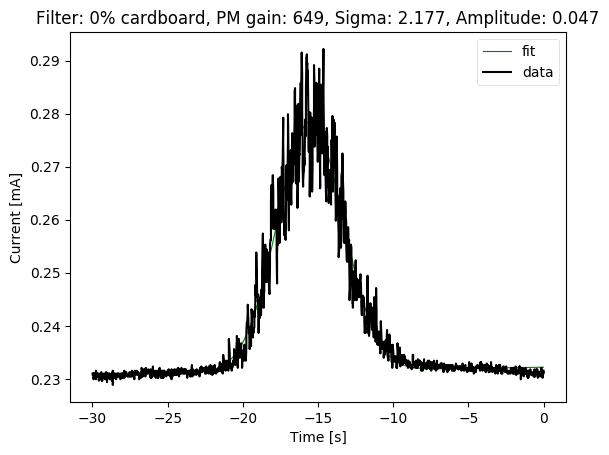 Filter: 0% cardboard, PM gain: 649, Sigma: 2.177, Amplitude: 0.047
fit
data
0.29
0.28
0.27
0.26
0.25
0.24
0.23
Current [mA]
−30
−25
−20
−15
−10
−5
0
Time [s]